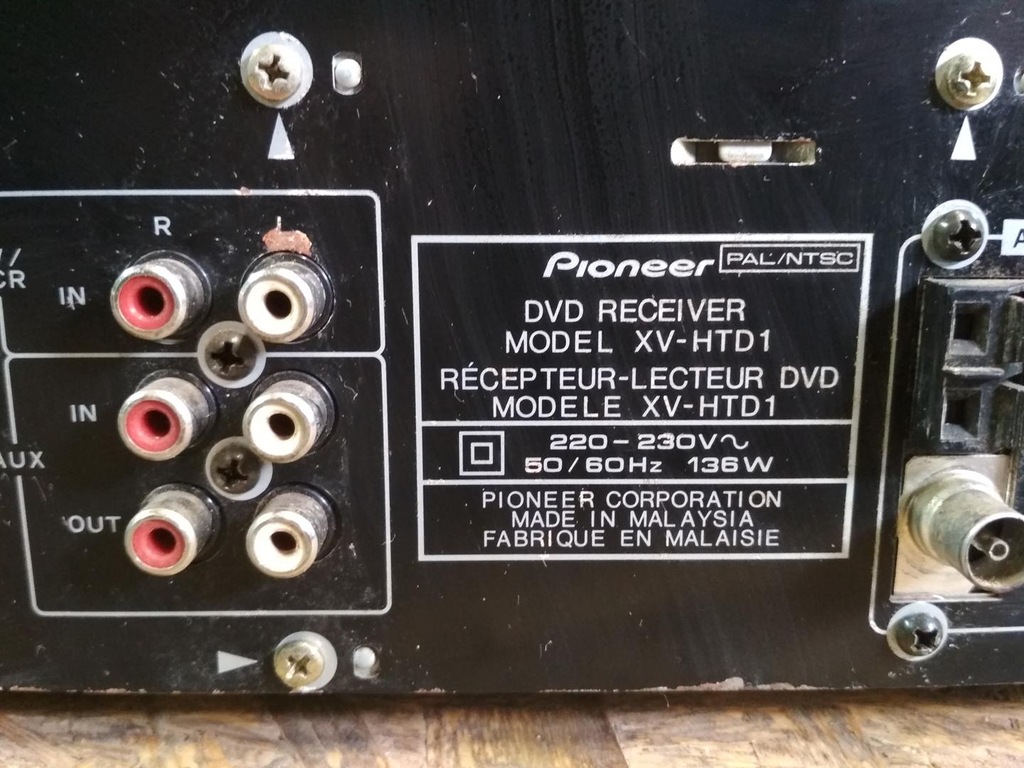 R L
IN
IN
AUX
OUT
Pioneer PAL/NTSC
DVD RECEIVER
MODEL XV-HTD1
RÉCEPTEUR-LECTEUR DVD
MODELE XV-HTD1
220-230V~
50/60Hz 136W
PIONEER CORPORATION
MADE IN MALAYSIA
FABRIQUE EN MALAISIE
A